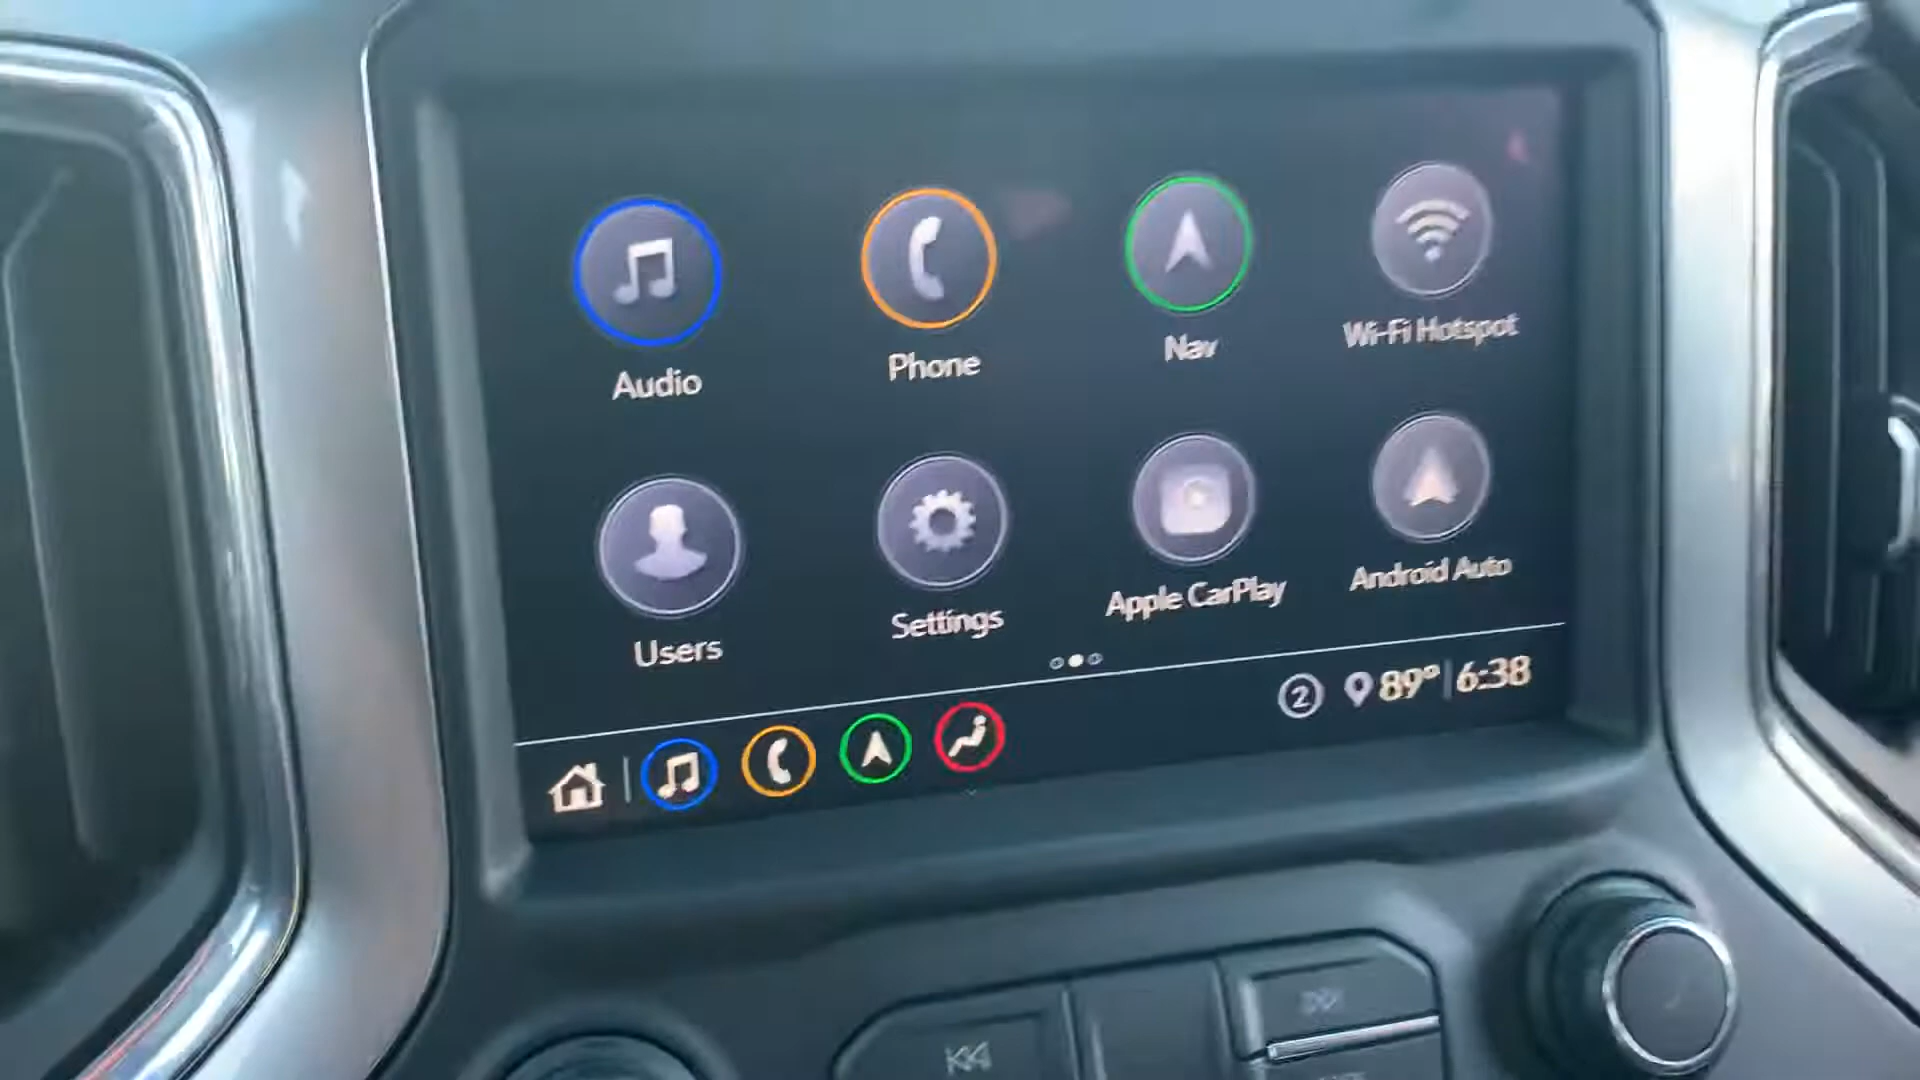 Audio
Phone
Nav
Wi-Fi Hotspot
Users
Settings
Apple CarPlay
Android Auto
2
89° 6:38